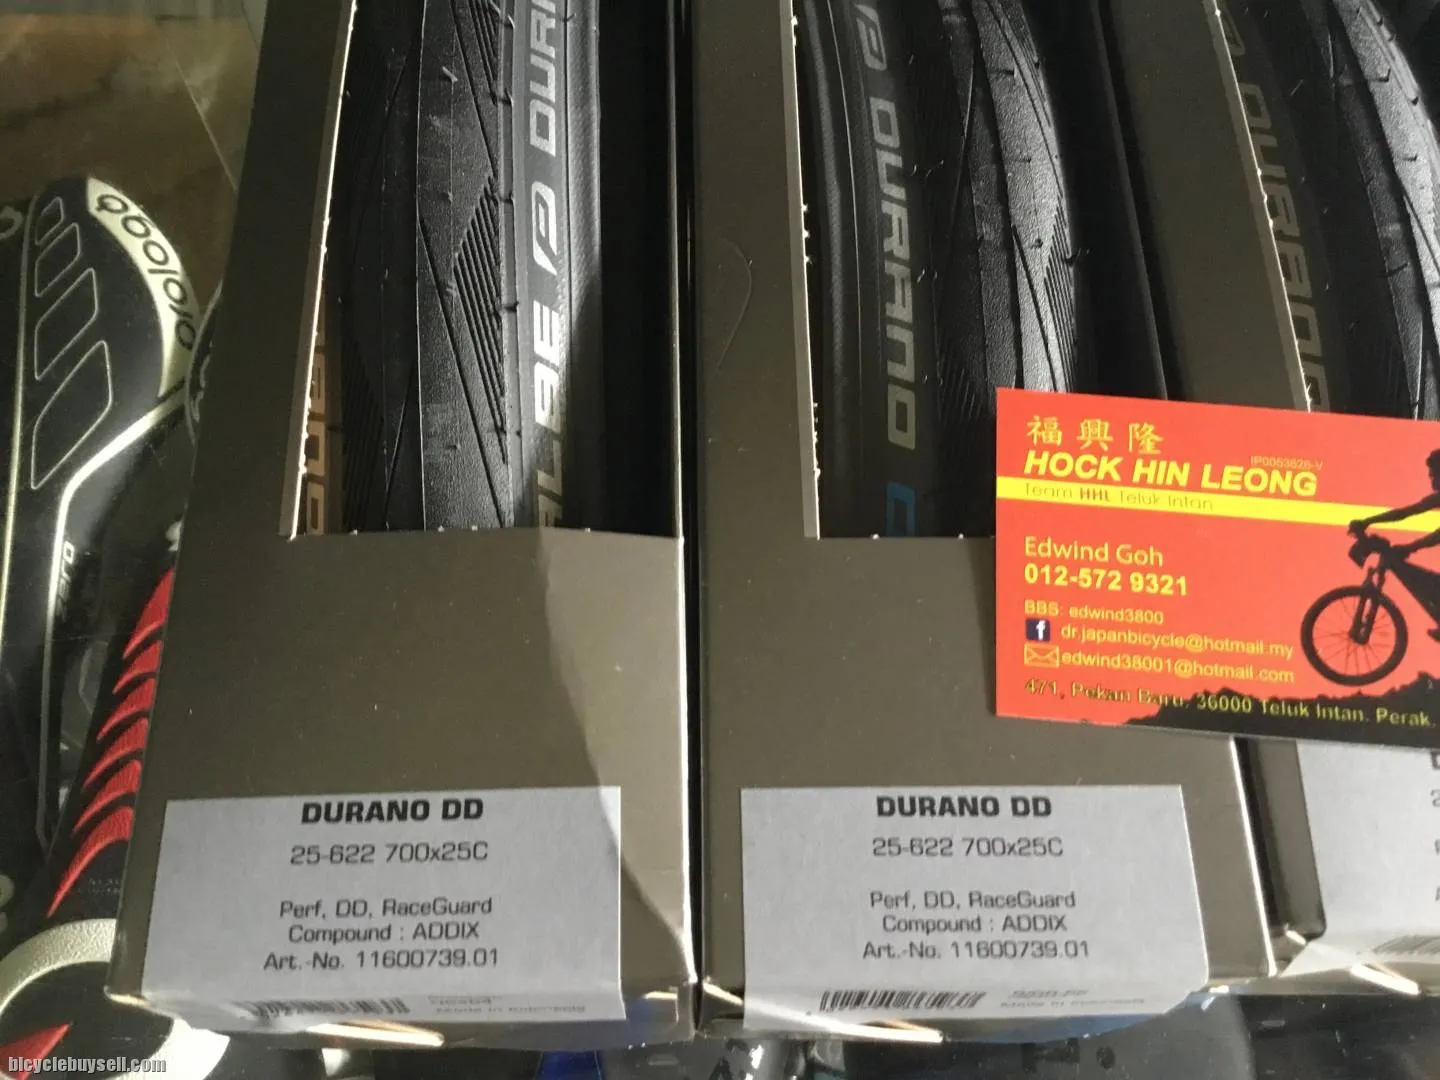 DURANO
DURANO
DURANO
福興隆
IP0053626-V
HOCK HIN LEONG
Team HHL Teluk Intan
Edwind Goh
012-572 9321
BBS: edwind3800
f dr.japanbicycle@hotmail.my
edwind38001@hotmail.com
471, Pekan Baru, 36000 Teluk Intan. Perak.
DURANO DD
25-622 700x25C
Perf, DD, RaceGuard
Compound : ADDIX
Art.-No. 11600739.01
DURANO DD
25-622 700x25C
Perf, DD, RaceGuard
Compound : ADDIX
Art.-No. 11600739.01
zero
bicyclebuysell.com